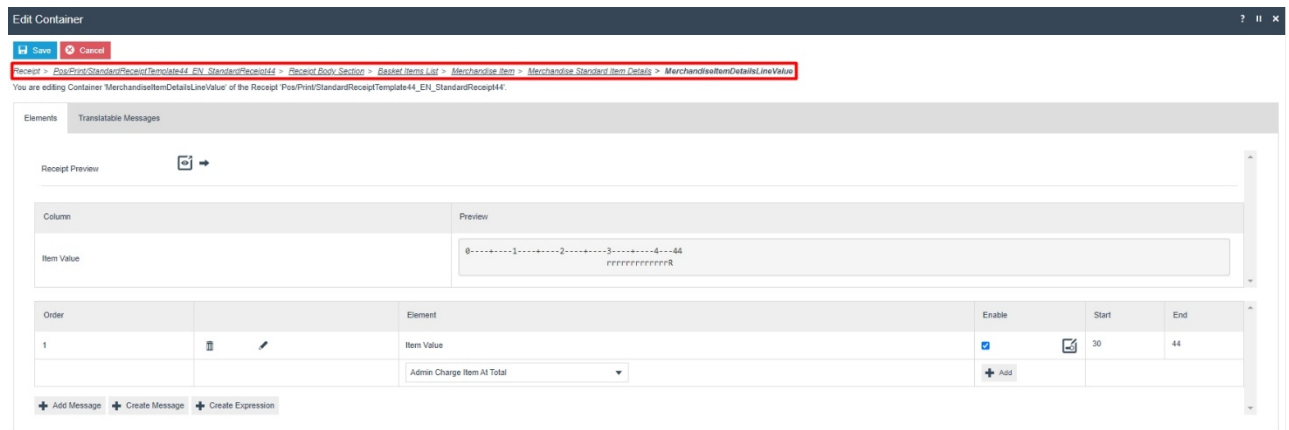 Edit Container
? II ×
Save Cancel
Receipt > Pos/Print/StandardReceiptTemplate44_EN_StandardReceipt44 > Receipt Body Section > Basket Items List > Merchandise Item > Merchandise Standard Item Details > MerchandiseItemDetailsLineValue
You are editing Container 'MerchandiseItemDetailsLineValue' of the Receipt 'Pos/Print/StandardReceiptTemplate44_EN_StandardReceipt44'.
Elements Translatable Messages
Receipt Preview
Column Preview
Item Value
0----+----1----+----2----+----3----+----4---44
rrrrrrrrrrrrrR
Order Element Enable Start End
1 Item Value 30 44
Admin Charge Item At Total + Add
+ Add Message + Create Message + Create Expression